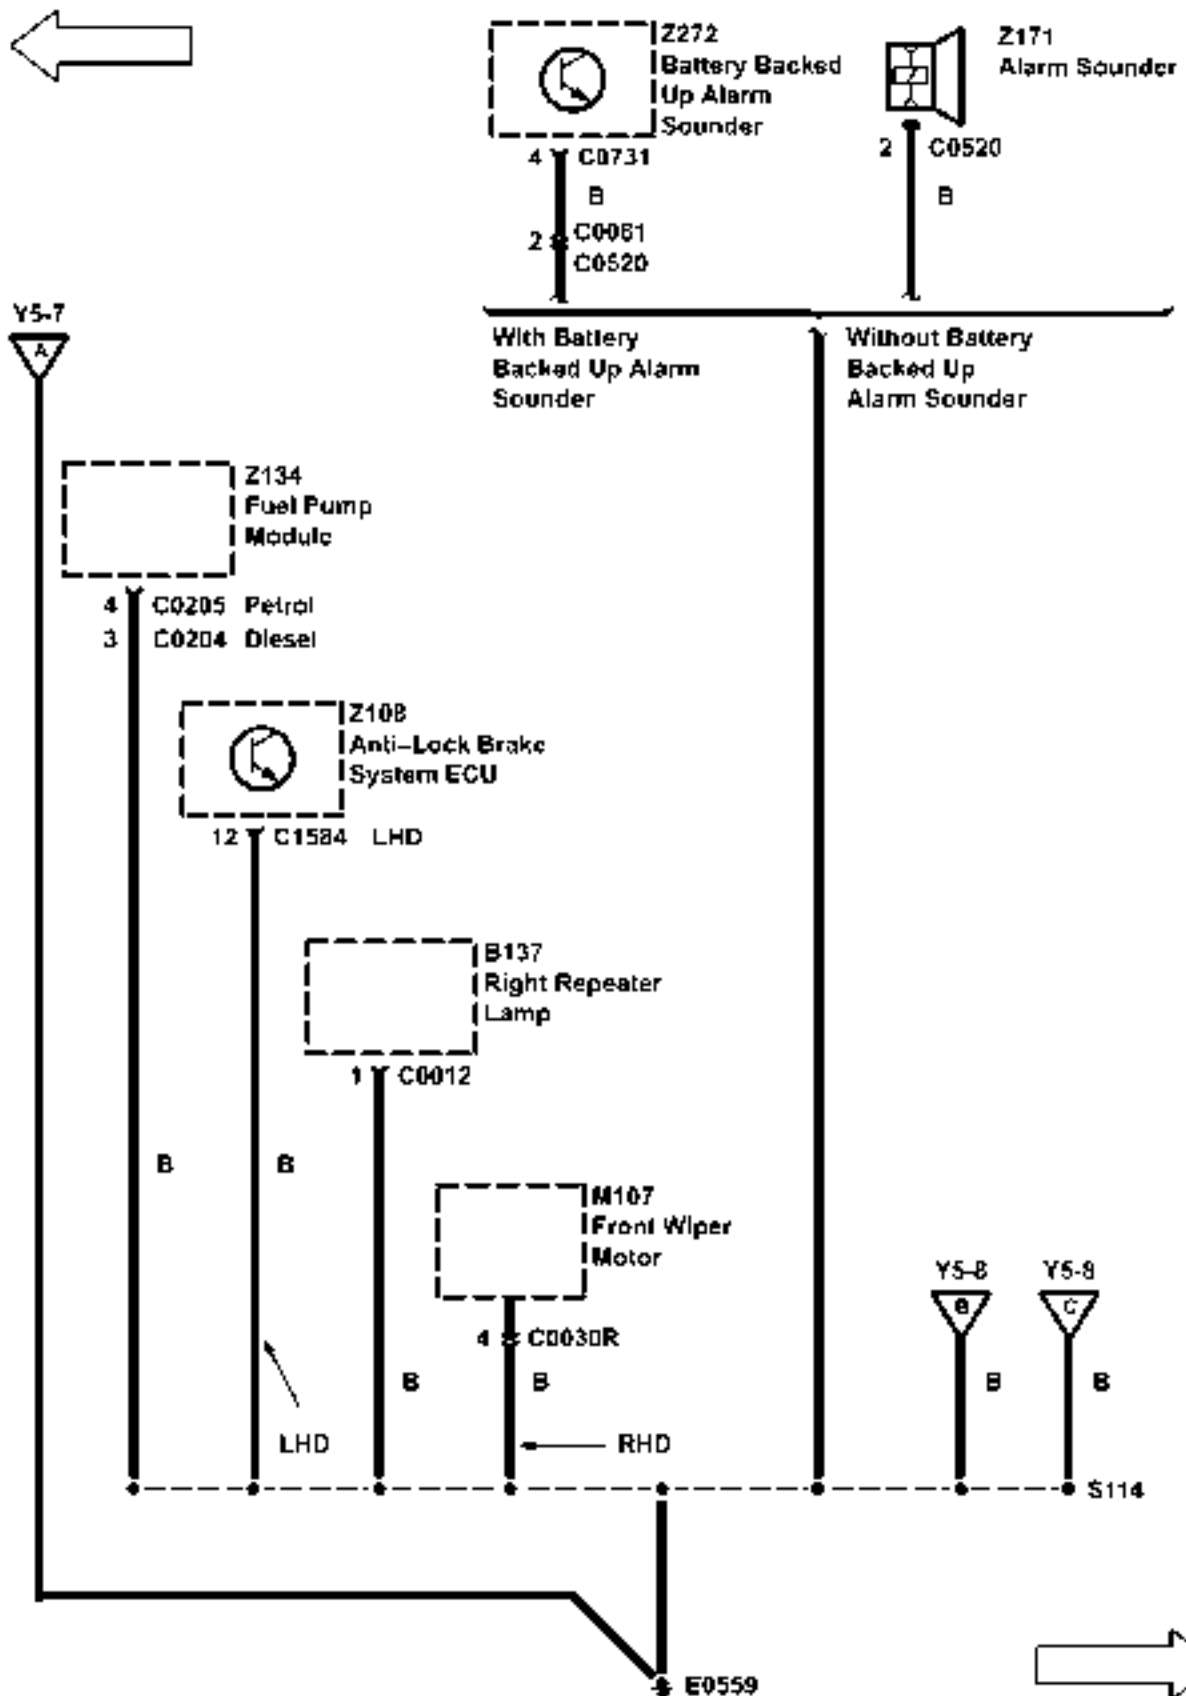 Z272
Battery Backed
Up Alarm
Sounder
Z171
Alarm Sounder
4 C0731
2 C0520
B
B
2 C0061
C0520
Y5-7
A
With Battery
Backed Up Alarm
Sounder
Without Battery
Backed Up
Alarm Sounder
Z134
Fuel Pump
Module
4 C0205 Petrol
3 C0204 Diesel
Z108
Anti-Lock Brake
System ECU
12 C1584 LHD
B137
Right Repeater
Lamp
1 C0012
B
B
M107
Front Wiper
Motor
Y5-8
Y5-8
B
C
4 C0030R
B
B
B
B
LHD
RHD
S114
E0559